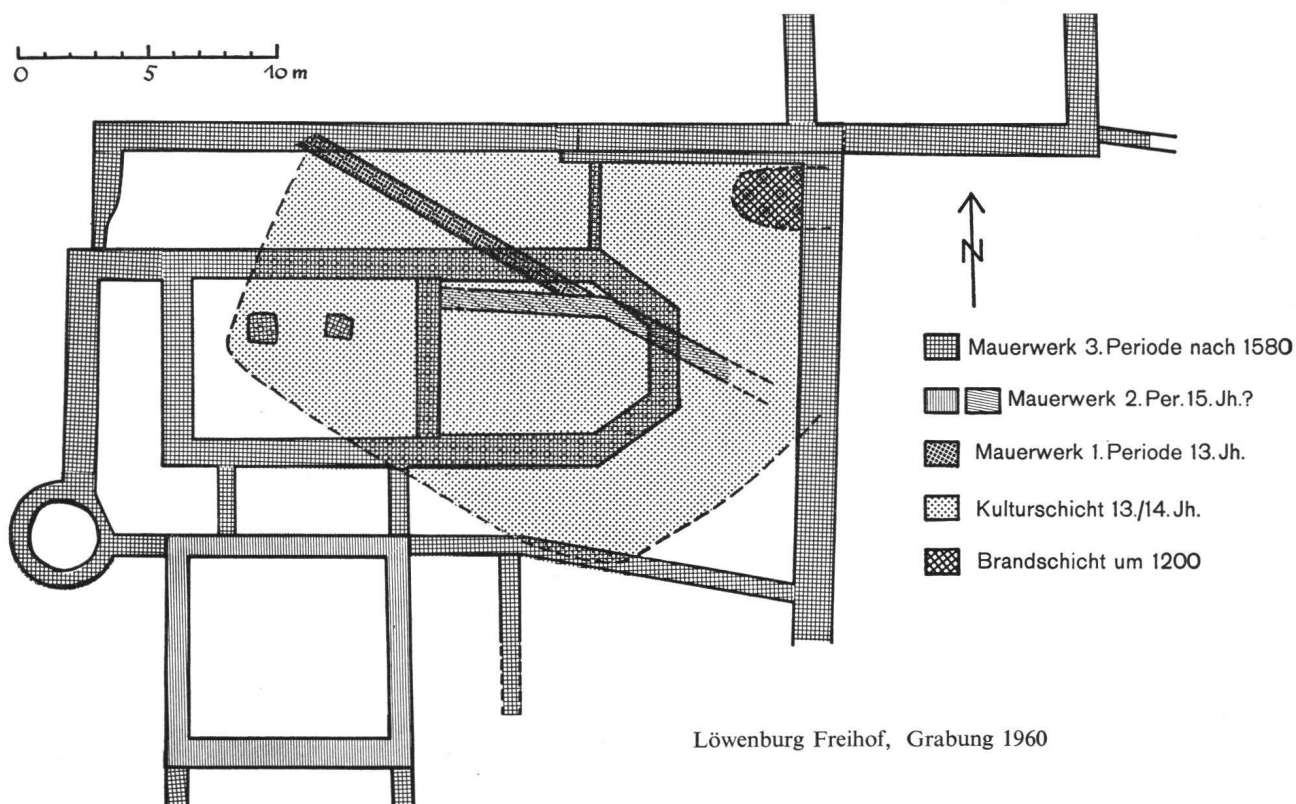 0 5 10 m
N
Mauerwerk 3. Periode nach 1580
Mauerwerk 2. Per. 15. Jh.?
Mauerwerk 1. Periode 13. Jh.
Kulturschicht 13./14. Jh.
Brandschicht um 1200
Löwenburg Freihof, Grabung 1960